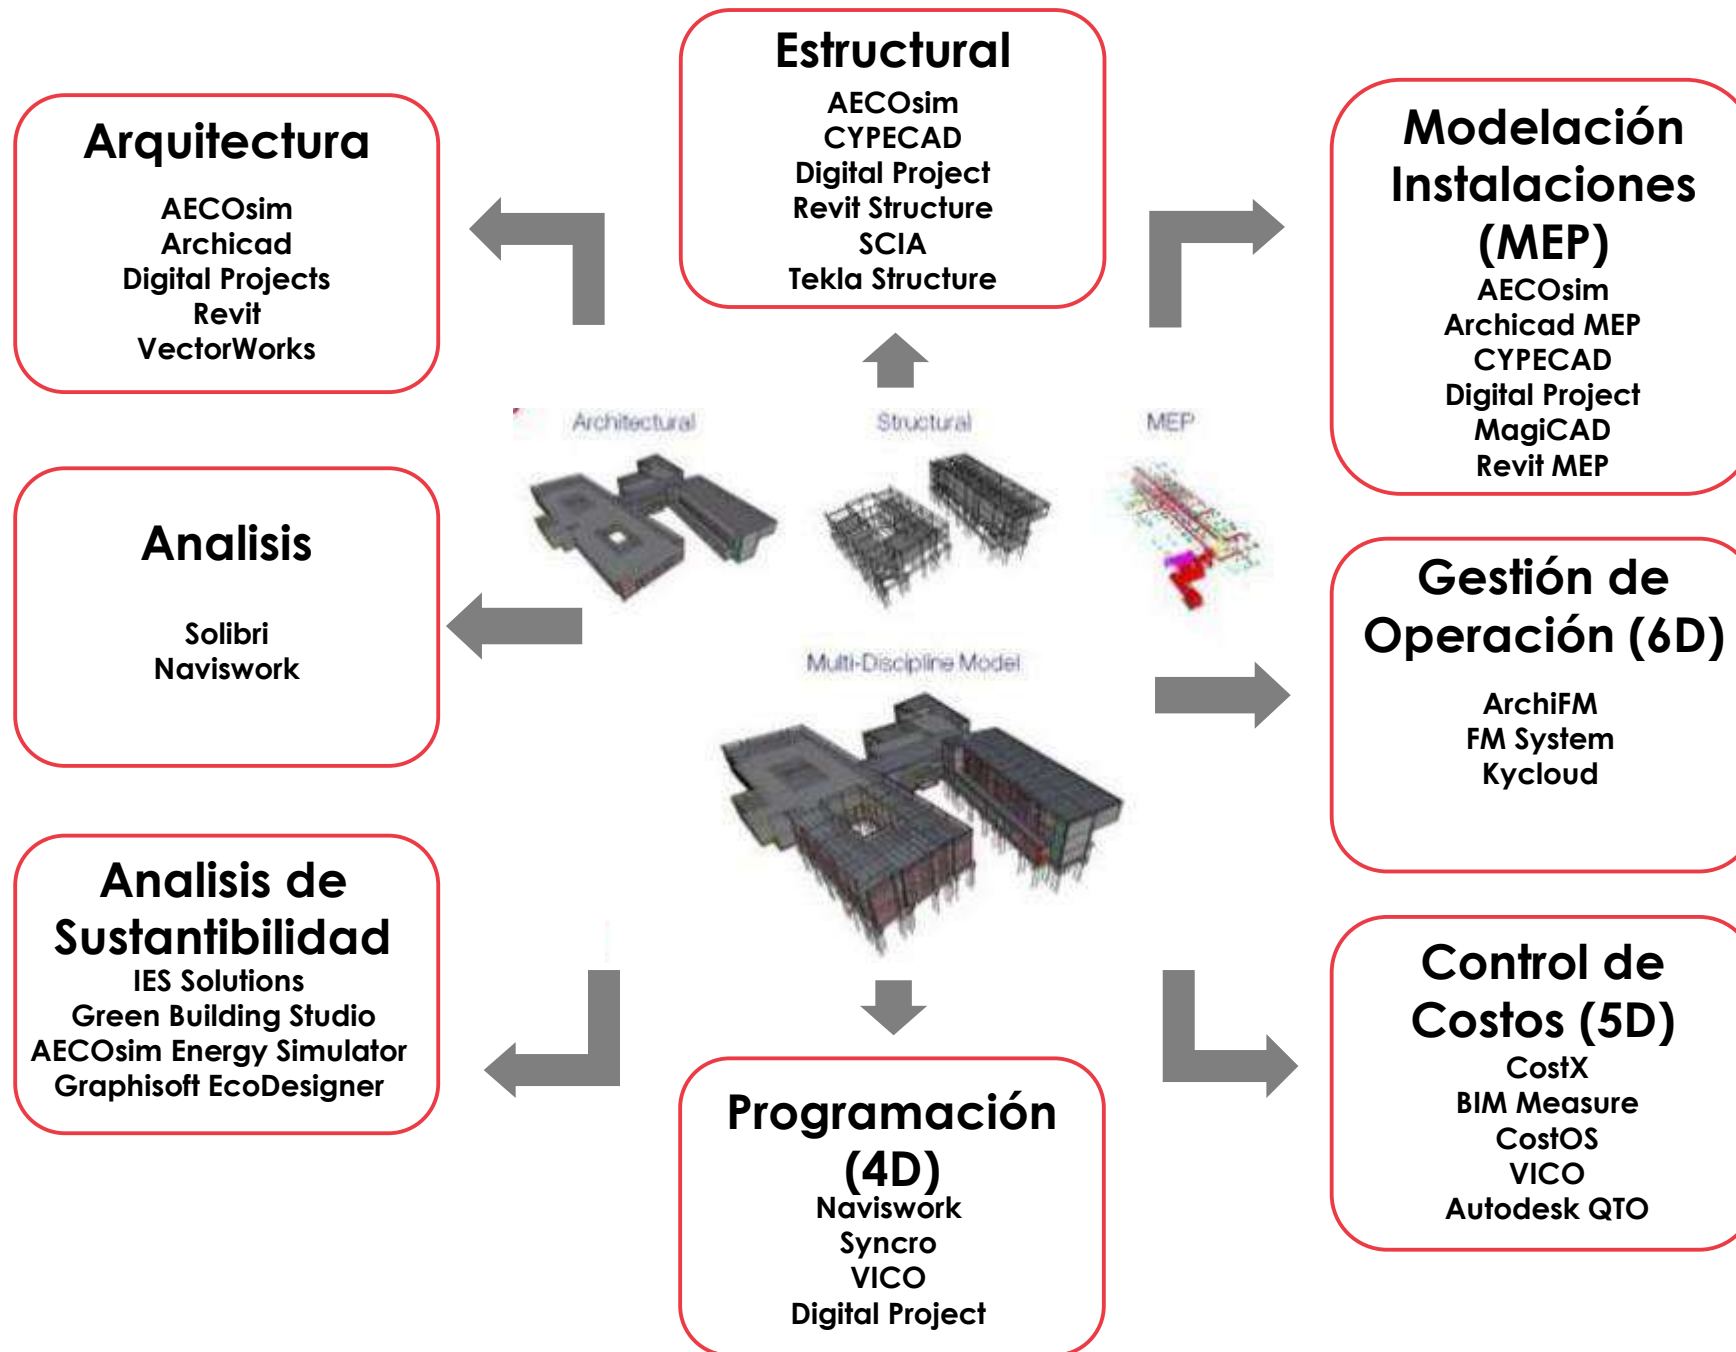 Estructural
AECOsim
CYPECAD
Digital Project
Revit Structure
SCIA
Tekla Structure
Arquitectura
AECOsim
Archicad
Digital Projects
Revit
VectorWorks
Modelación
Instalaciones
(MEP)
AECOsim
Archicad MEP
CYPECAD
Digital Project
MagiCAD
Revit MEP
Architectural
Structural
MEP
Multi-Discipline Model
Analisis
Solibri
Naviswork
Gestión de
Operación (6D)
ArchiFM
FM System
Kycloud
Analisis de
Sustantibilidad
IES Solutions
Green Building Studio
AECOsim Energy Simulator
Graphisoft EcoDesigner
Programación
(4D)
Naviswork
Syncro
VICO
Digital Project
Control de
Costos (5D)
CostX
BIM Measure
CostOS
VICO
Autodesk QTO